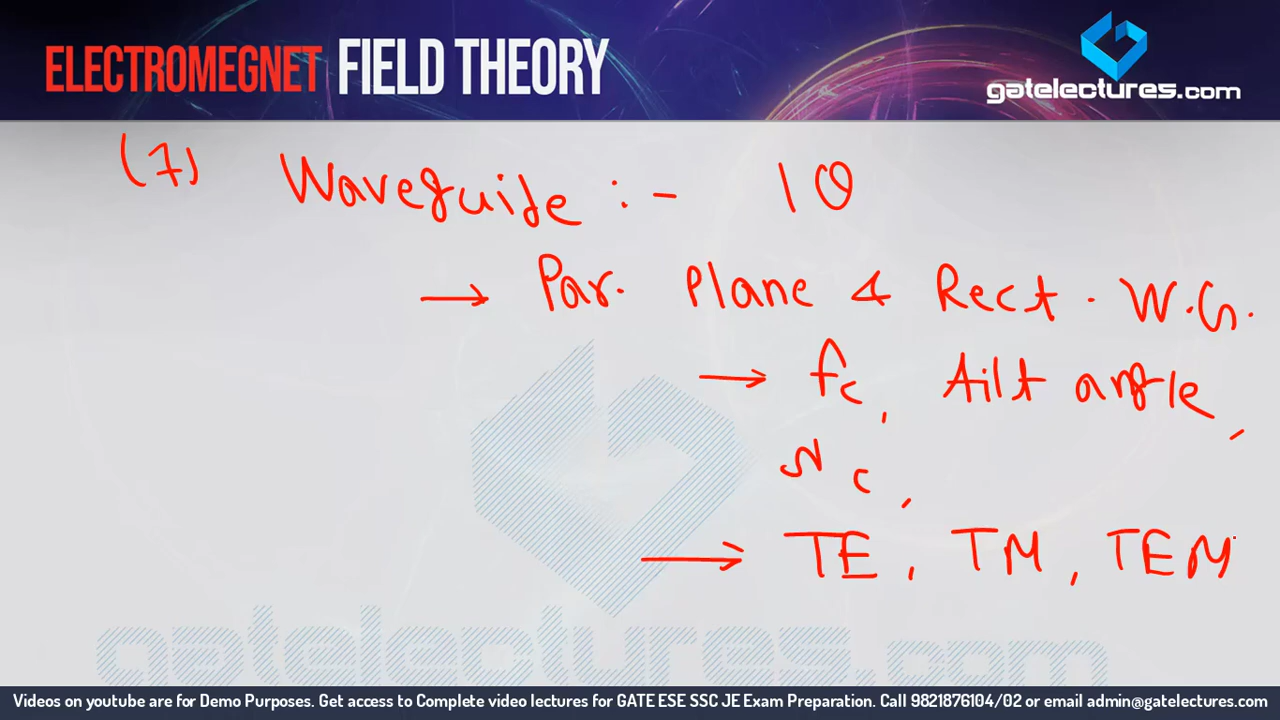 ELECTROMEGNET FIELD THEORY
gatelectures.com
(7) Waveguide :- 10
→ Par. Plane & Rect. W.G.
→ fc, Tilt angle,
c,
→ TE, TM, TEM
gatelectures.com
Videos on youtube are for Demo Purposes. Get access to Complete video lectures for GATE ESE SSC JE Exam Preparation. Call 9821876104/02 or email admin@gatelectures.com